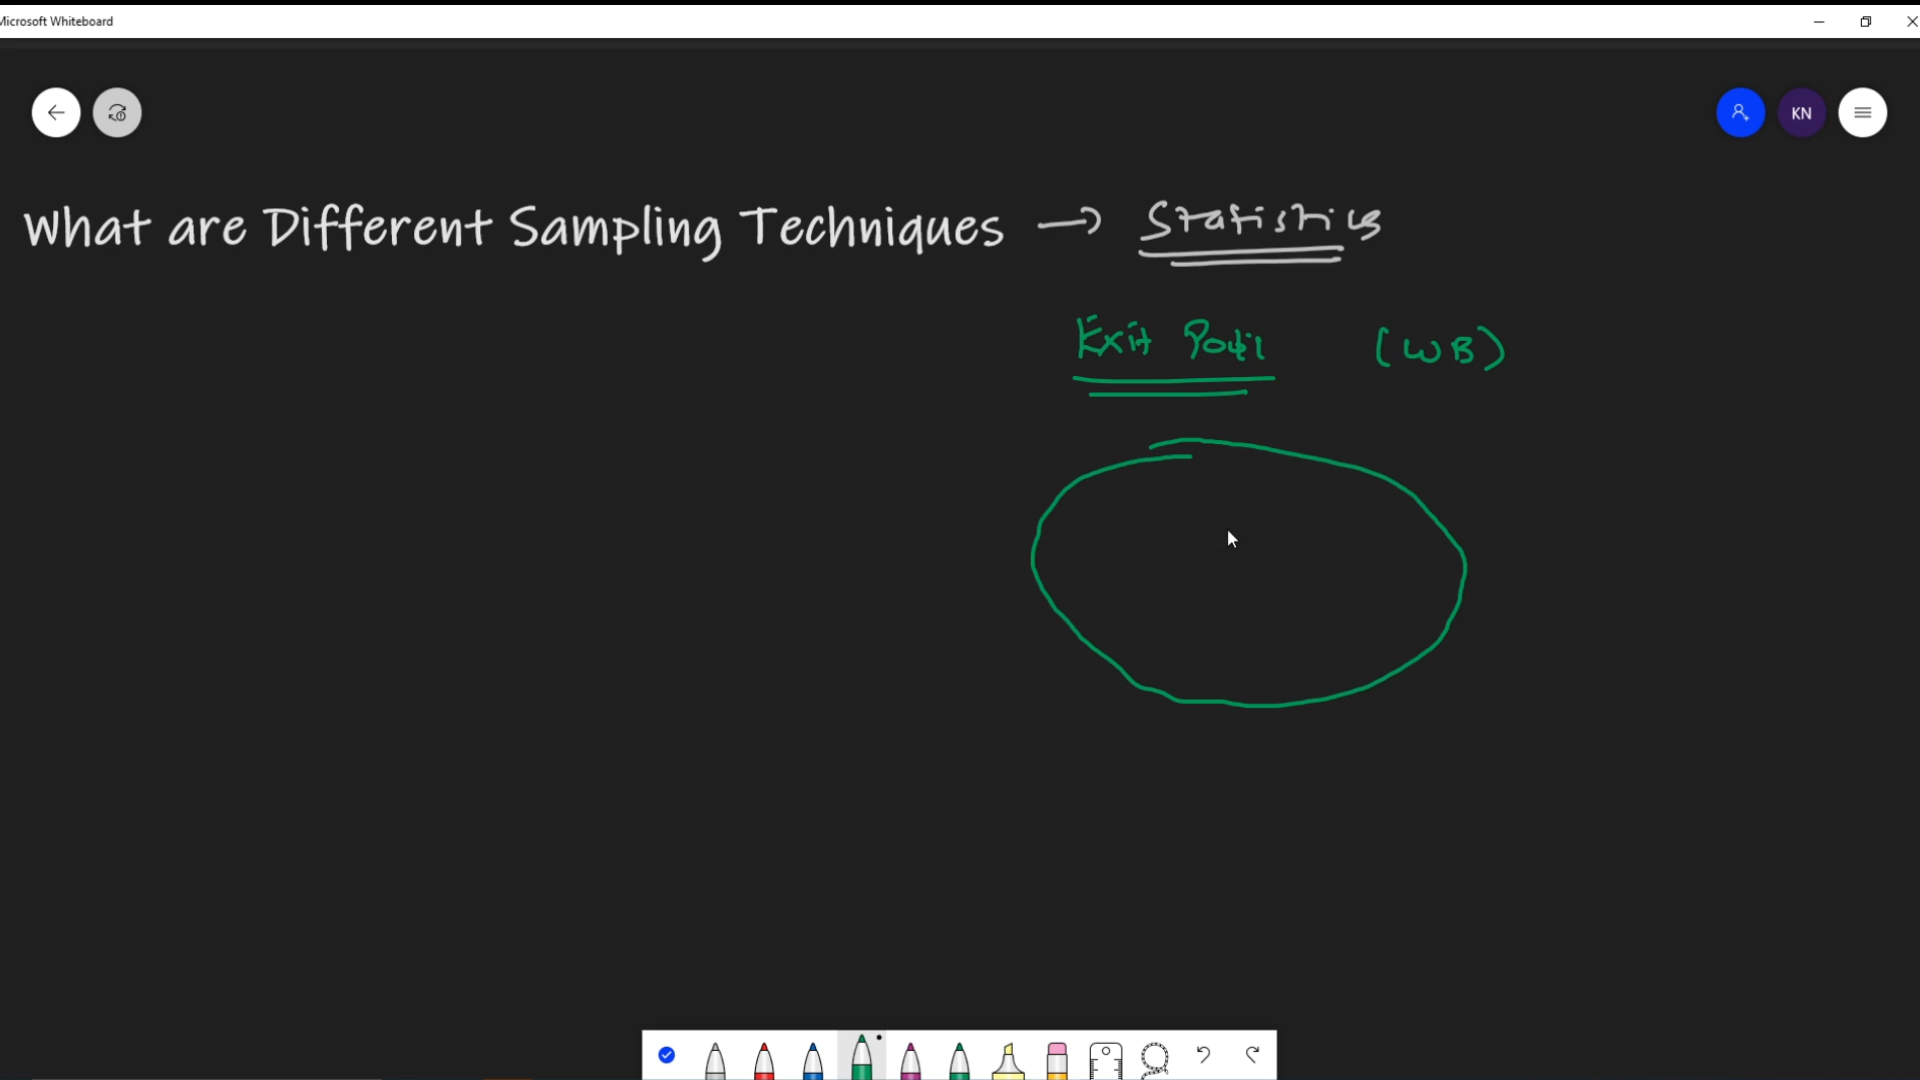 Microsoft Whiteboard
KN
What are Different Sampling Techniques → Statistics
Exit Poll (WB)